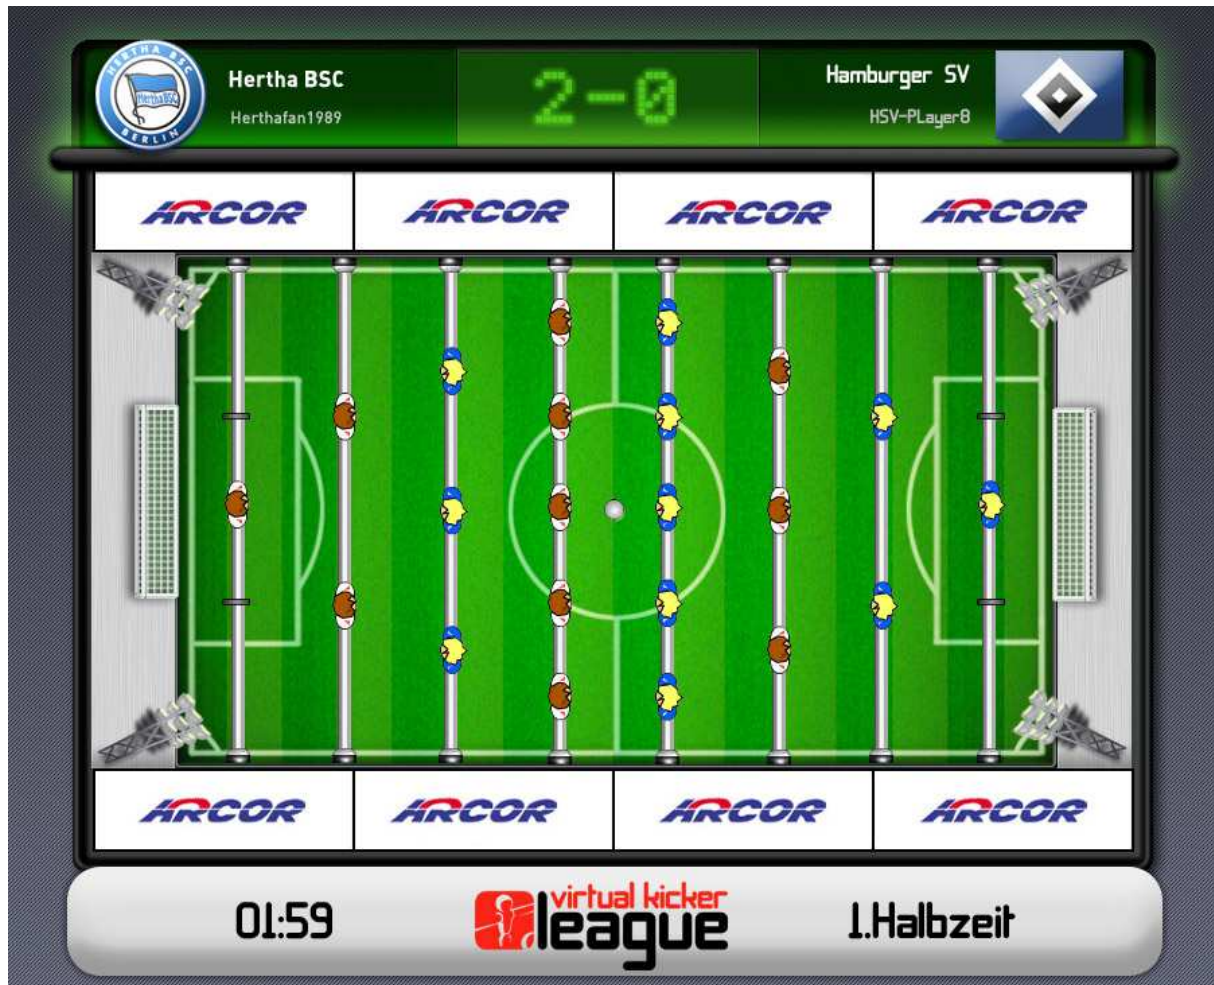 HERTHA BSC
Hertha BSC
BERLIN
Hertha BSC
Herthafan1989
2-0
Hamburger SV
HSV-PLayer8
ARCOR
ARCOR
ARCOR
ARCOR
ARCOR
ARCOR
ARCOR
ARCOR
01:59
virtual kicker
league
1.Halbzeit